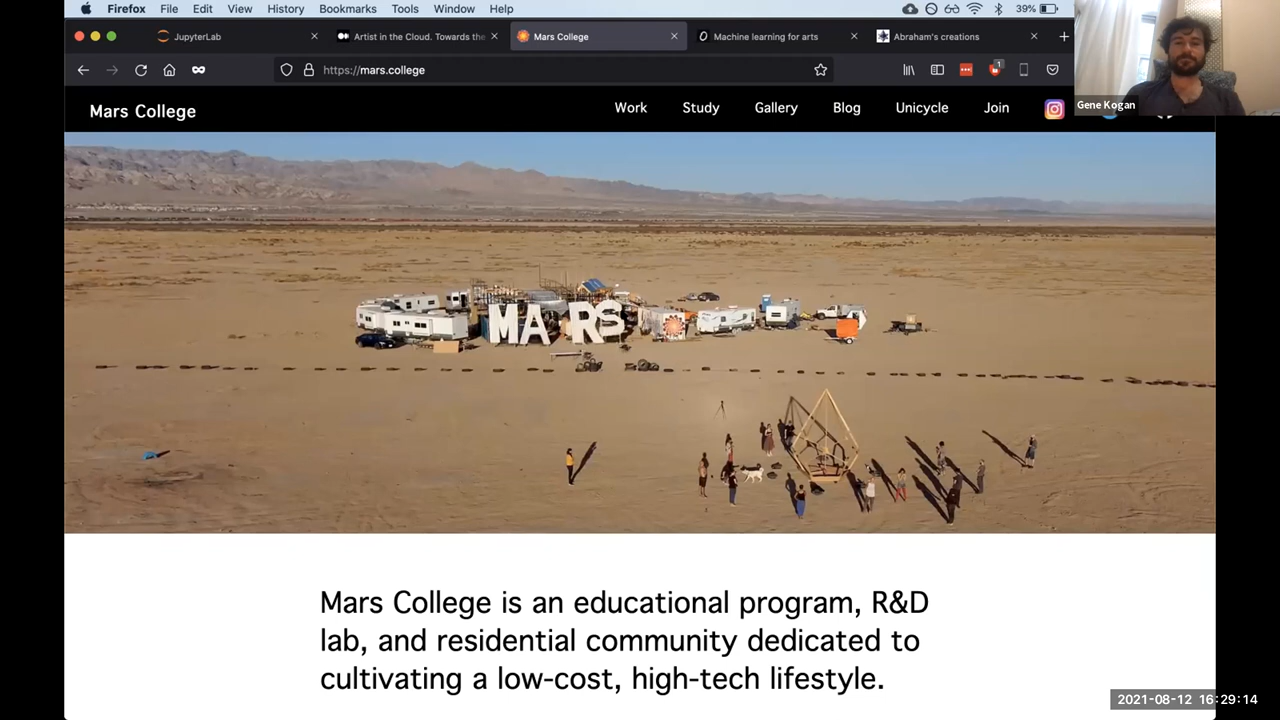 Firefox File Edit View History Bookmarks Tools Window Help 39%
JupyterLab Artist in the Cloud. Towards the Mars College Machine learning for arts Abraham's creations
https://mars.college 1
Gene Kogan
Mars College Work Study Gallery Blog Unicycle Join
MARS
Mars College is an educational program, R&D
lab, and residential community dedicated to
cultivating a low-cost, high-tech lifestyle.
2021-08-12 16:29:14